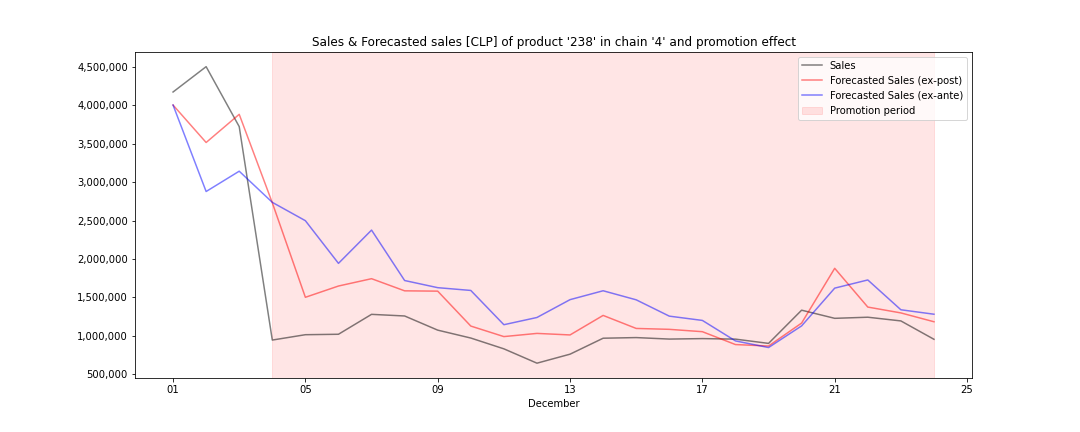 Sales & Forecasted sales [CLP] of product '238' in chain '4' and promotion effect
4,500,000
4,000,000
3,500,000
3,000,000
2,500,000
2,000,000
1,500,000
1,000,000
500,000
Sales
Forecasted Sales (ex-post)
Forecasted Sales (ex-ante)
Promotion period
01 05 09 13 17 21 25
December